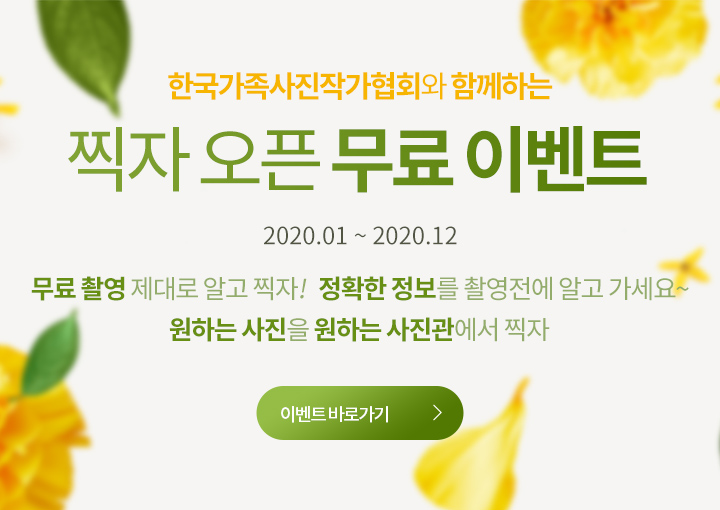 한국가족사진작가협회와 함께하는
찍자 오픈 무료 이벤트
2020.01 ~ 2020.12
무료 촬영 제대로 알고 찍자! 정확한 정보를 촬영전에 알고 가세요~
원하는 사진을 원하는 사진관에서 찍자
이벤트 바로가기